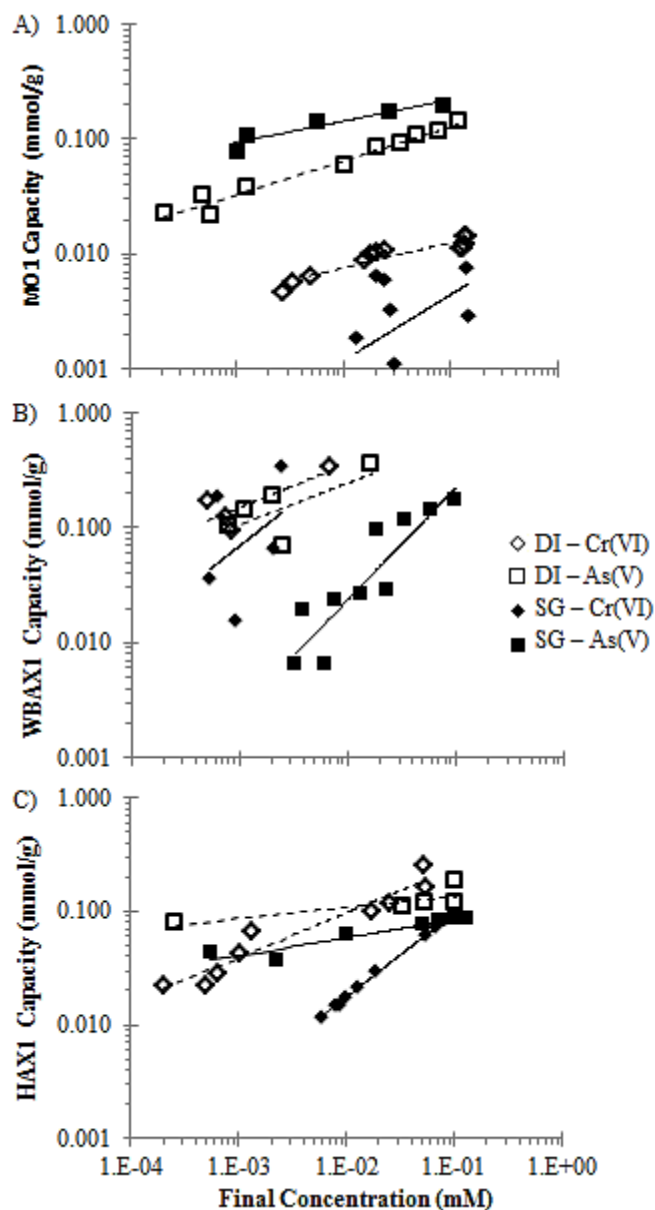 A)
MO1 Capacity (mmol/g)
1.000
0.100
0.010
0.001
B)
WBAX1 Capacity (mmol/g)
1.000
0.100
0.010
0.001
DI – Cr(VI)
DI – As(V)
SG – Cr(VI)
SG – As(V)
C)
HAX1 Capacity (mmol/g)
1.000
0.100
0.010
0.001
1.E-04 1.E-03 1.E-02 1.E-01 1.E+00
Final Concentration (mM)